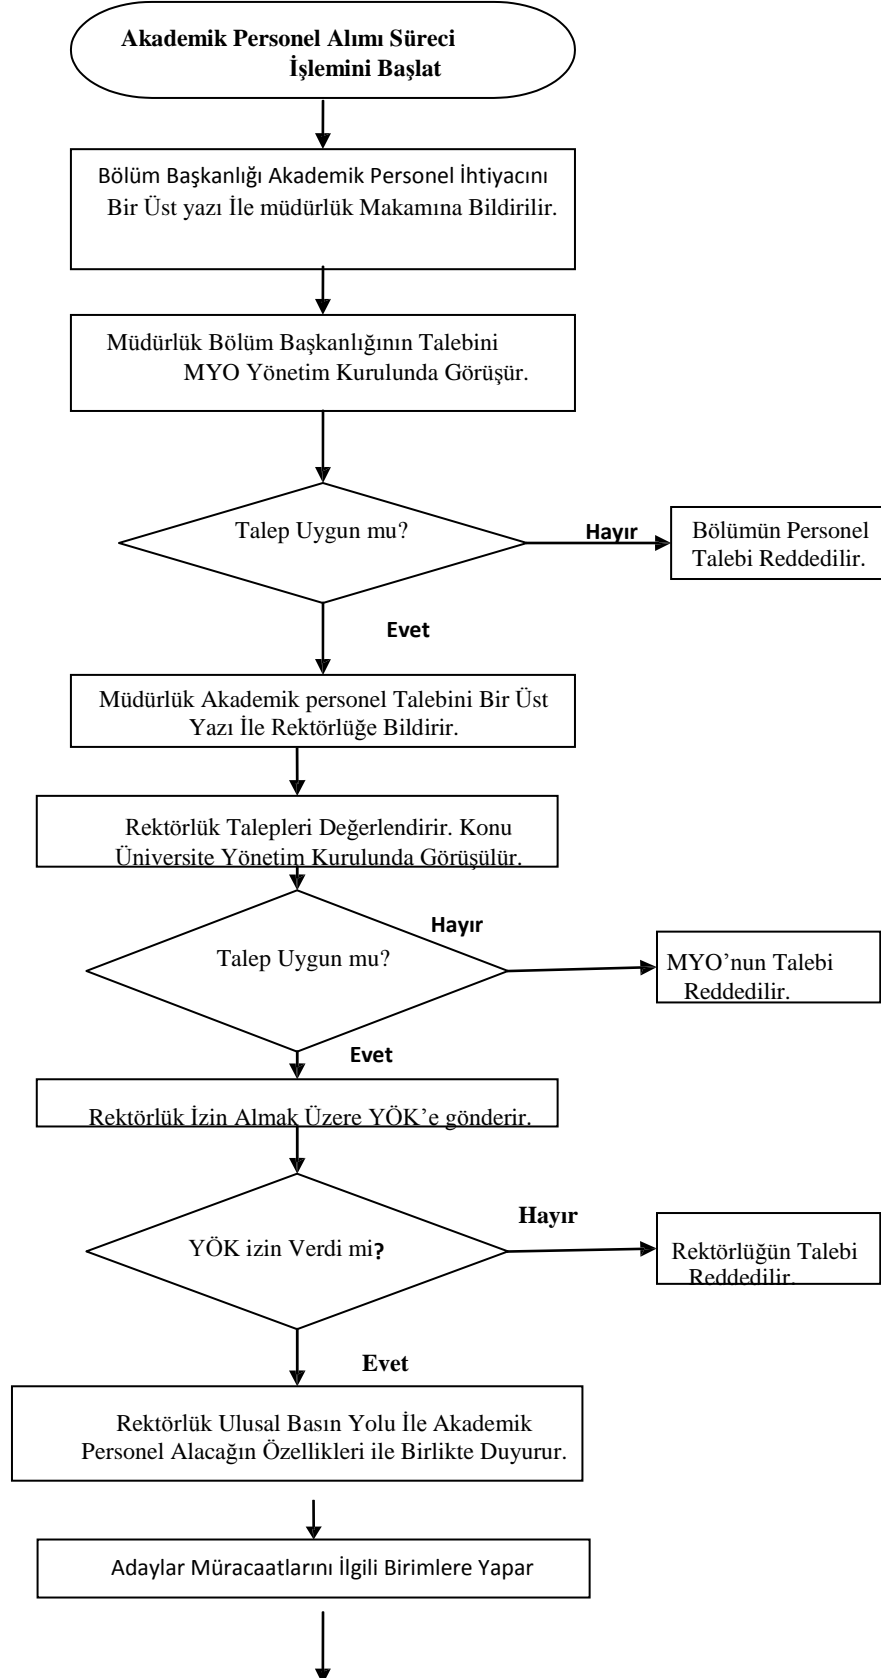 Akademik Personel Alımı Süreci
İşlemini Başlat
Bölüm Başkanlığı Akademik Personel İhtiyacını
Bir Üst yazı İle müdürlük Makamına Bildirilir.
Müdürlük Bölüm Başkanlığının Talebini
MYO Yönetim Kurulunda Görüşür.
Talep Uygun mu?
Hayır
Bölümün Personel
Talebi Reddedilir.
Evet
Müdürlük Akademik personel Talebini Bir Üst
Yazı İle Rektörlüğe Bildirir.
Rektörlük Talepleri Değerlendirir. Konu
Üniversite Yönetim Kurulunda Görüşülür.
Hayır
Talep Uygun mu?
MYO’nun Talebi
Reddedilir.
Evet
Rektörlük İzin Almak Üzere YÖK’e gönderir.
Hayır
YÖK izin Verdi mi?
Rektörlüğün Talebi
Reddedilir.
Evet
Rektörlük Ulusal Basın Yolu İle Akademik
Personel Alacağın Özellikleri ile Birlikte Duyurur.
Adaylar Müracaatlarını İlgili Birimlere Yapar